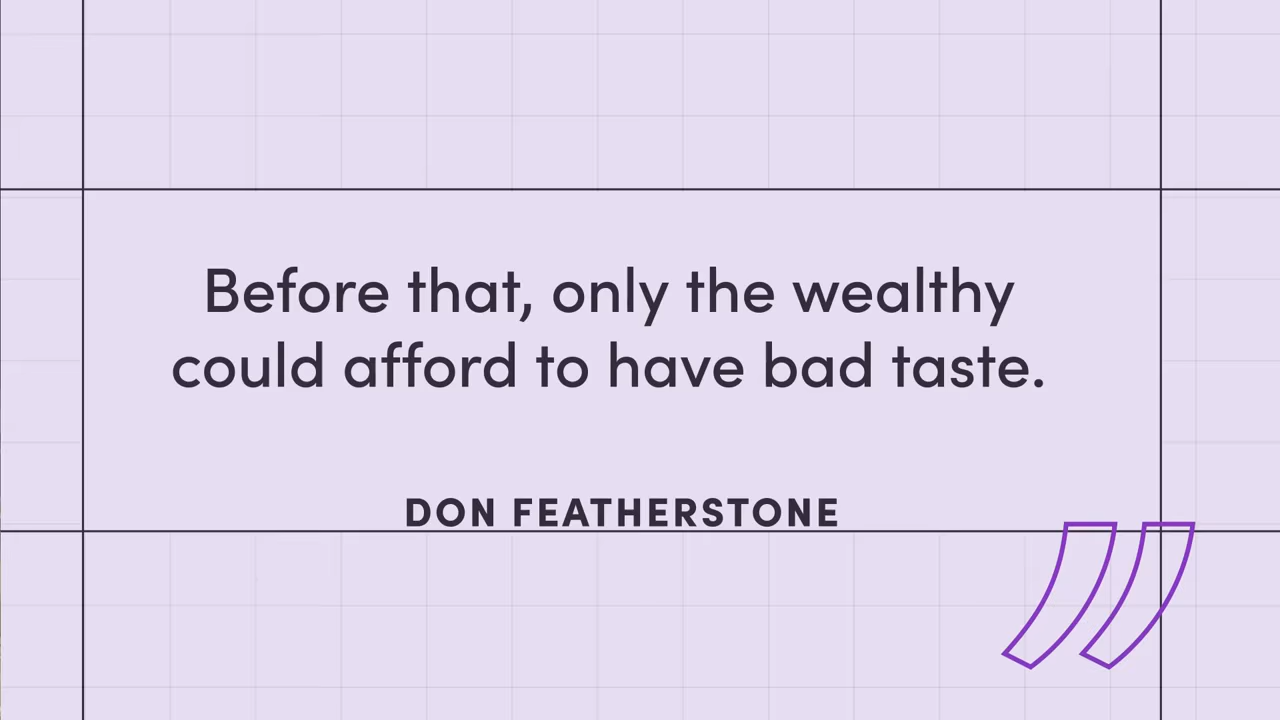 Before that, only the wealthy
could afford to have bad taste.
DON FEATHERSTONE